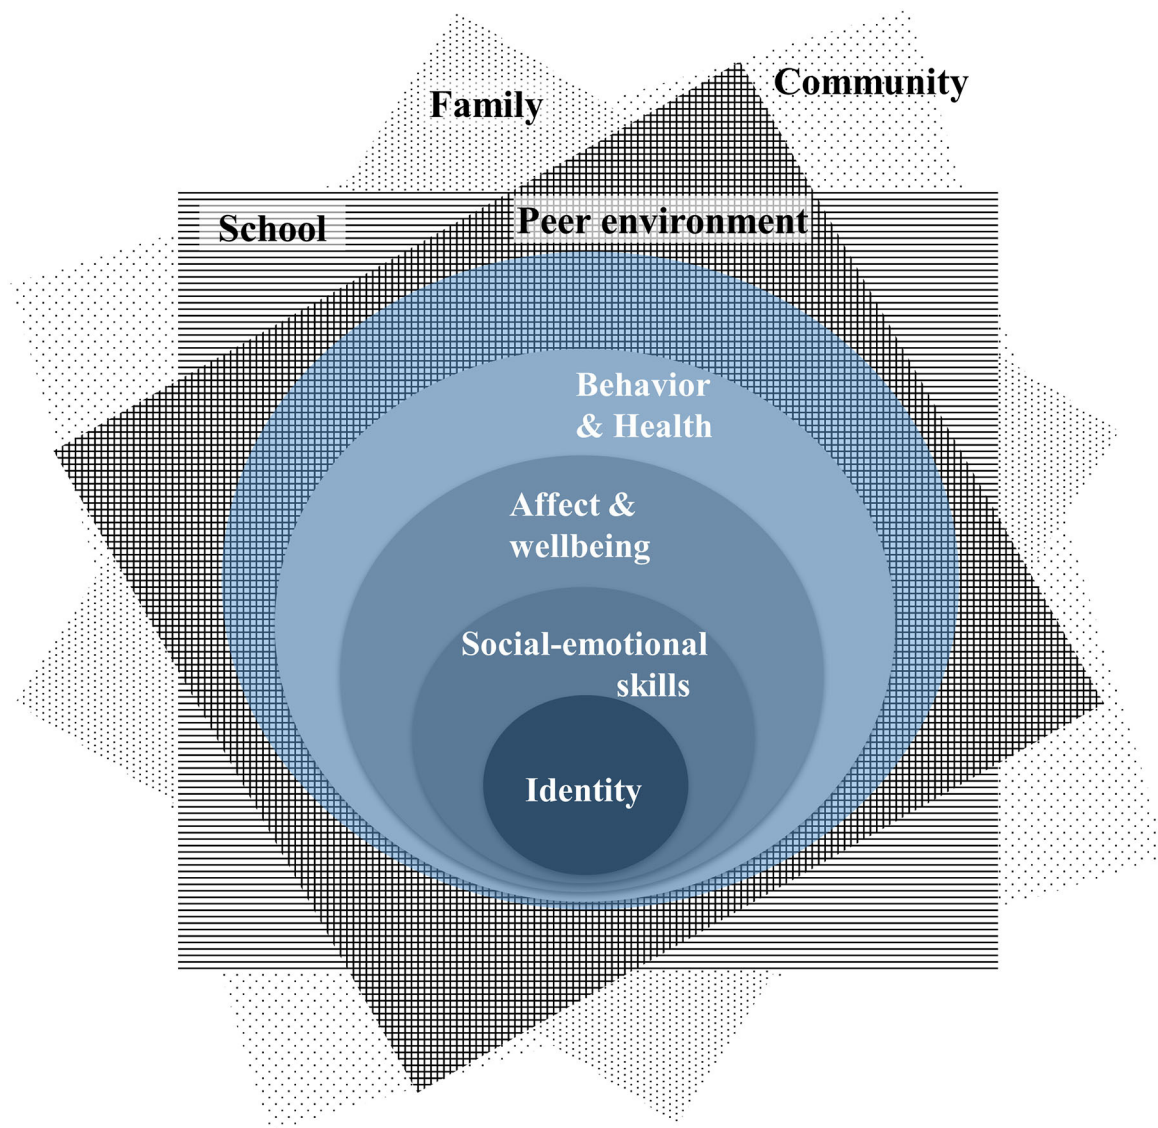 Community
Family
School
Peer environment
Behavior
& Health
Affect &
wellbeing
Social-emotional
skills
Identity